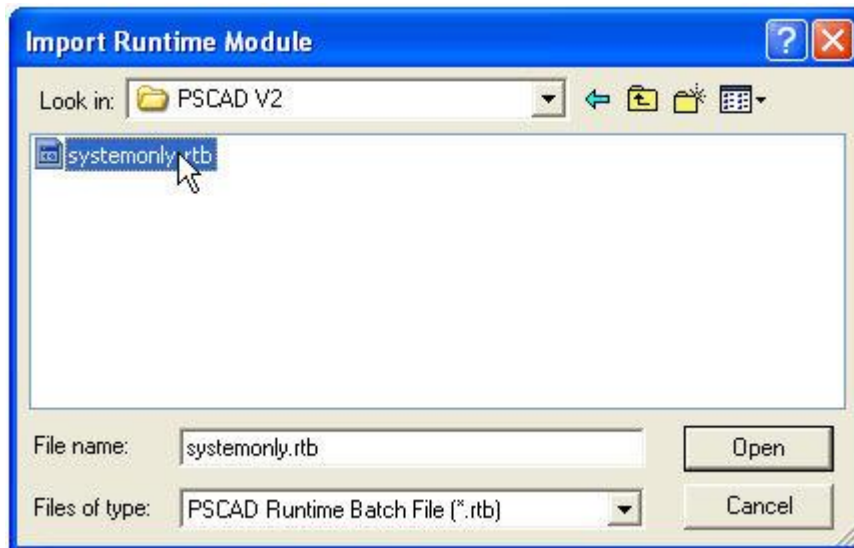 Import Runtime Module
Look in: PSCAD V2
systemonly.rtb
File name: systemonly.rtb
Open
Files of type: PSCAD Runtime Batch File (*.rtb)
Cancel